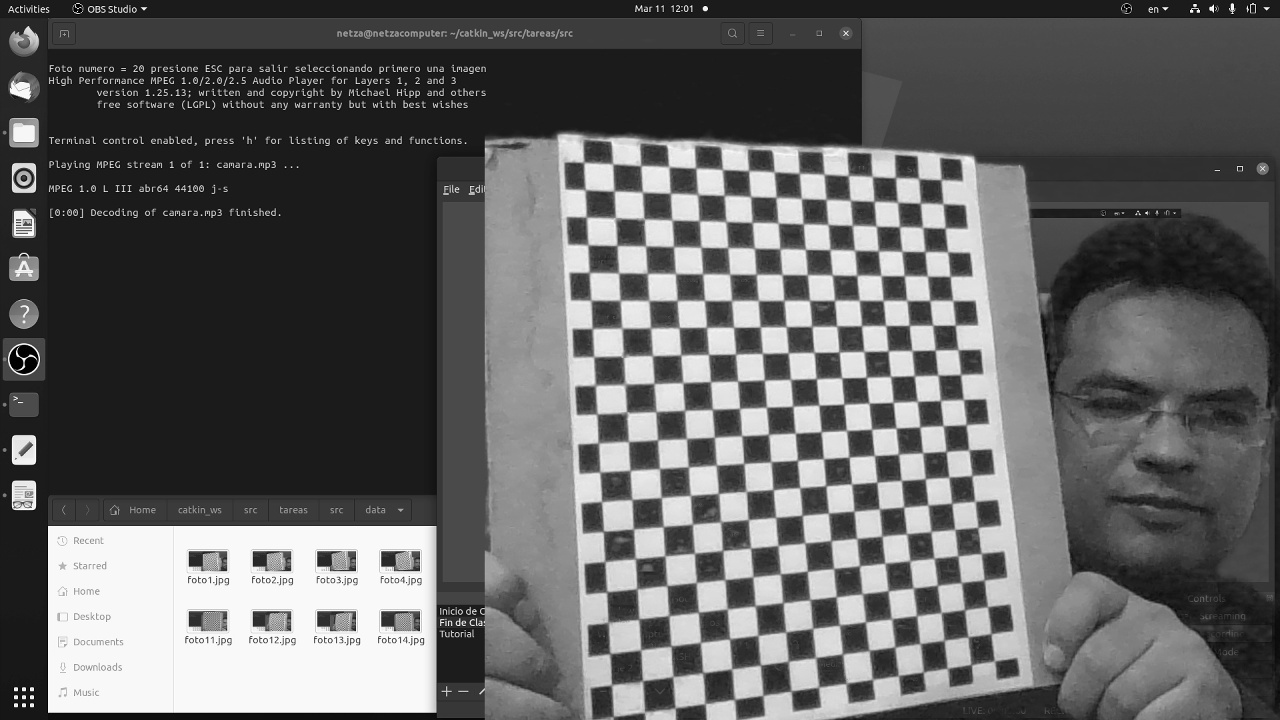 Activities
OBS Studio
Mar 11 12:01
en
netza@netzacomputer: ~/catkin_ws/src/tareas/src
Foto numero = 20 presione ESC para salir seleccionando primero una imagen
High Performance MPEG 1.0/2.0/2.5 Audio Player for Layers 1, 2 and 3
version 1.25.13; written and copyright by Michael Hipp and others
free software (LGPL) without any warranty but with best wishes
Terminal control enabled, press 'h' for listing of keys and functions.
Playing MPEG stream 1 of 1: camara.mp3 ...
MPEG 1.0 L III abr64 44100 j-s
[0:00] Decoding of camara.mp3 finished.
File
en
Home
catkin_ws
src
tareas
src
data
Recent
Starred
Home
Desktop
Documents
Downloads
Music
foto1.jpg
foto2.jpg
foto3.jpg
foto4.jpg
foto11.jpg
foto12.jpg
foto13.jpg
foto14.jpg
Inicio de C
Fin de Clas
Tutorial
Controls
Streaming